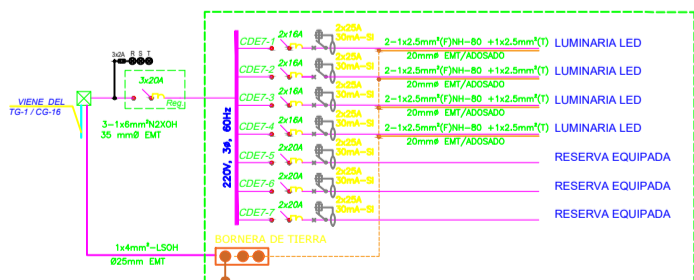 3x2A R S T
3x20A
Reg.
VIENE DEL
TG-1 / CG-16
3-1x6mm²N2XOH
35 mmØ EMT
220V, 3ø, 60Hz
CDE7-1 2x16A 2x25A 30mA-SI 2-1x2.5mm²(F)NH-80 +1x2.5mm²(T) LUMINARIA LED
20mmø EMT/ADOSADO
CDE7-2 2x16A 2x25A 30mA-SI 2-1x2.5mm²(F)NH-80 +1x2.5mm²(T) LUMINARIA LED
20mmø EMT/ADOSADO
CDE7-3 2x16A 2x25A 30mA-SI 2-1x2.5mm²(F)NH-80 +1x2.5mm²(T) LUMINARIA LED
20mmø EMT/ADOSADO
CDE7-4 2x16A 2x25A 30mA-SI 2-1x2.5mm²(F)NH-80 +1x2.5mm²(T) LUMINARIA LED
20mmø EMT/ADOSADO
CDE7-5 2x20A 2x25A 30mA-SI RESERVA EQUIPADA
CDE7-6 2x20A 2x25A 30mA-SI RESERVA EQUIPADA
CDE7-7 2x20A 2x25A 30mA-SI RESERVA EQUIPADA
BORNERA DE TIERRA
1x4mm²-LSOH
Ø25mm EMT